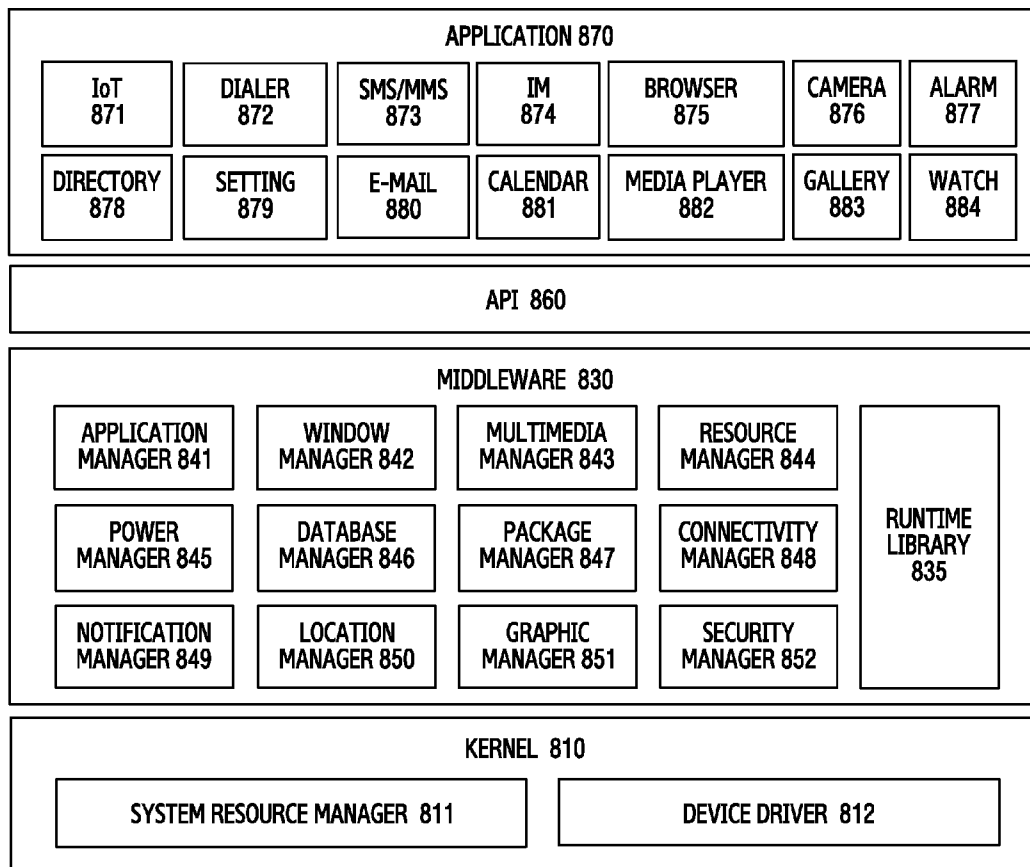 APPLICATION 870
IoT
871
DIALER
872
SMS/MMS
873
IM
874
BROWSER
875
CAMERA
876
ALARM
877
DIRECTORY
878
SETTING
879
E-MAIL
880
CALENDAR
881
MEDIA PLAYER
882
GALLERY
883
WATCH
884
API 860
MIDDLEWARE 830
APPLICATION
MANAGER 841
WINDOW
MANAGER 842
MULTIMEDIA
MANAGER 843
RESOURCE
MANAGER 844
POWER
MANAGER 845
DATABASE
MANAGER 846
PACKAGE
MANAGER 847
CONNECTIVITY
MANAGER 848
NOTIFICATION
MANAGER 849
LOCATION
MANAGER 850
GRAPHIC
MANAGER 851
SECURITY
MANAGER 852
RUNTIME
LIBRARY
835
KERNEL 810
SYSTEM RESOURCE MANAGER 811
DEVICE DRIVER 812